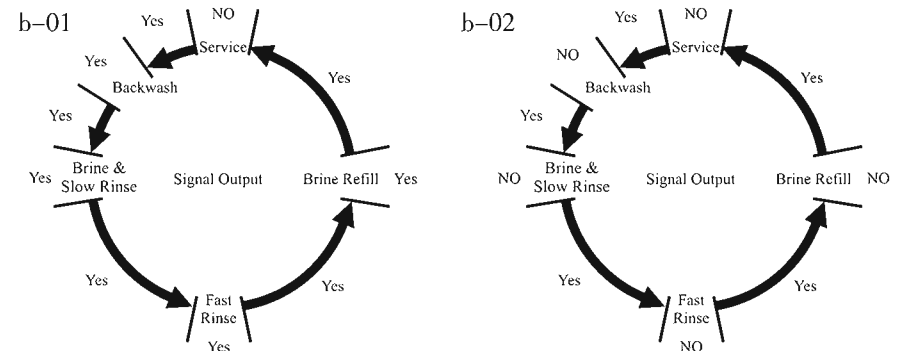 b-01
NO
Yes
Service
Yes
Backwash
Yes
Yes
Yes
Brine &
Slow Rinse
Signal Output
Brine Refill
Yes
Yes
Yes
Yes
Fast
Rinse
Yes
b-02
NO
Yes
Service
NO
Backwash
Yes
Yes
NO
Brine &
Slow Rinse
Signal Output
Brine Refill
NO
Yes
Yes
Fast
Rinse
NO